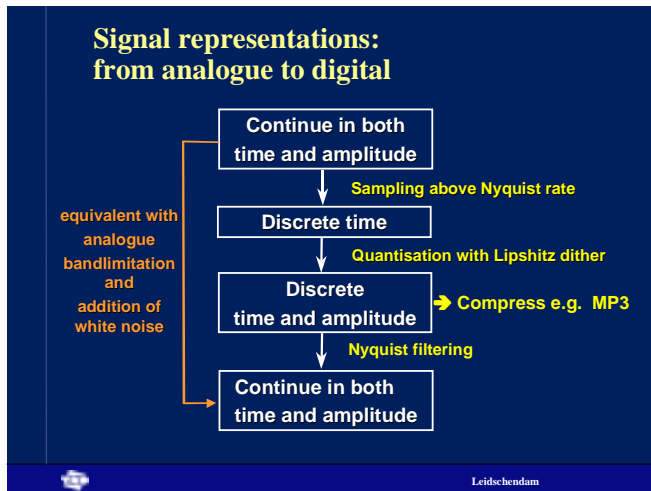 Signal representations:
from analogue to digital
Continue in both
time and amplitude
Sampling above Nyquist rate
Discrete time
equivalent with
analogue
bandlimitation
and
addition of
white noise
Quantisation with Lipshitz dither
Discrete
time and amplitude
➔ Compress e.g. MP3
Nyquist filtering
Continue in both
time and amplitude
Leidschendam